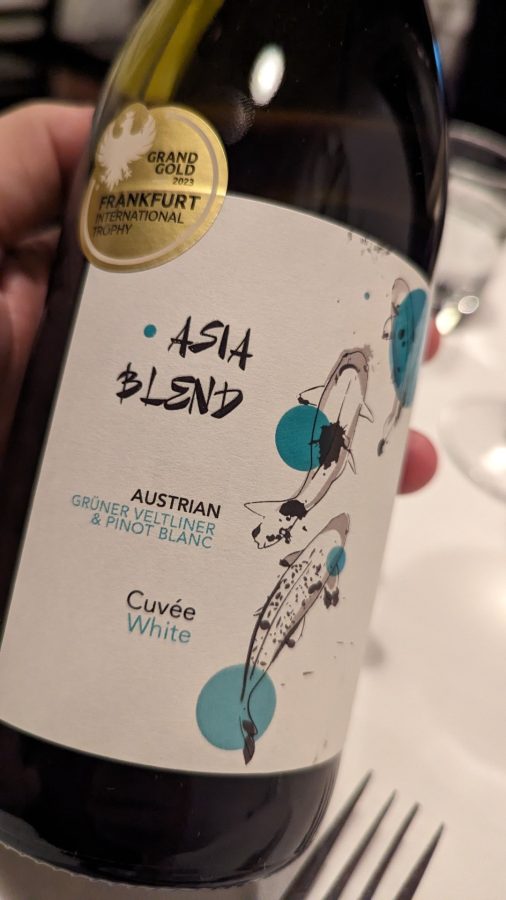 GRAND
GOLD
2023
FRANKFURT
INTERNATIONAL
TROPHY
ASIA
BLEND
AUSTRIAN
GRÜNER VELTLINER
& PINOT BLANC
Cuvée
White